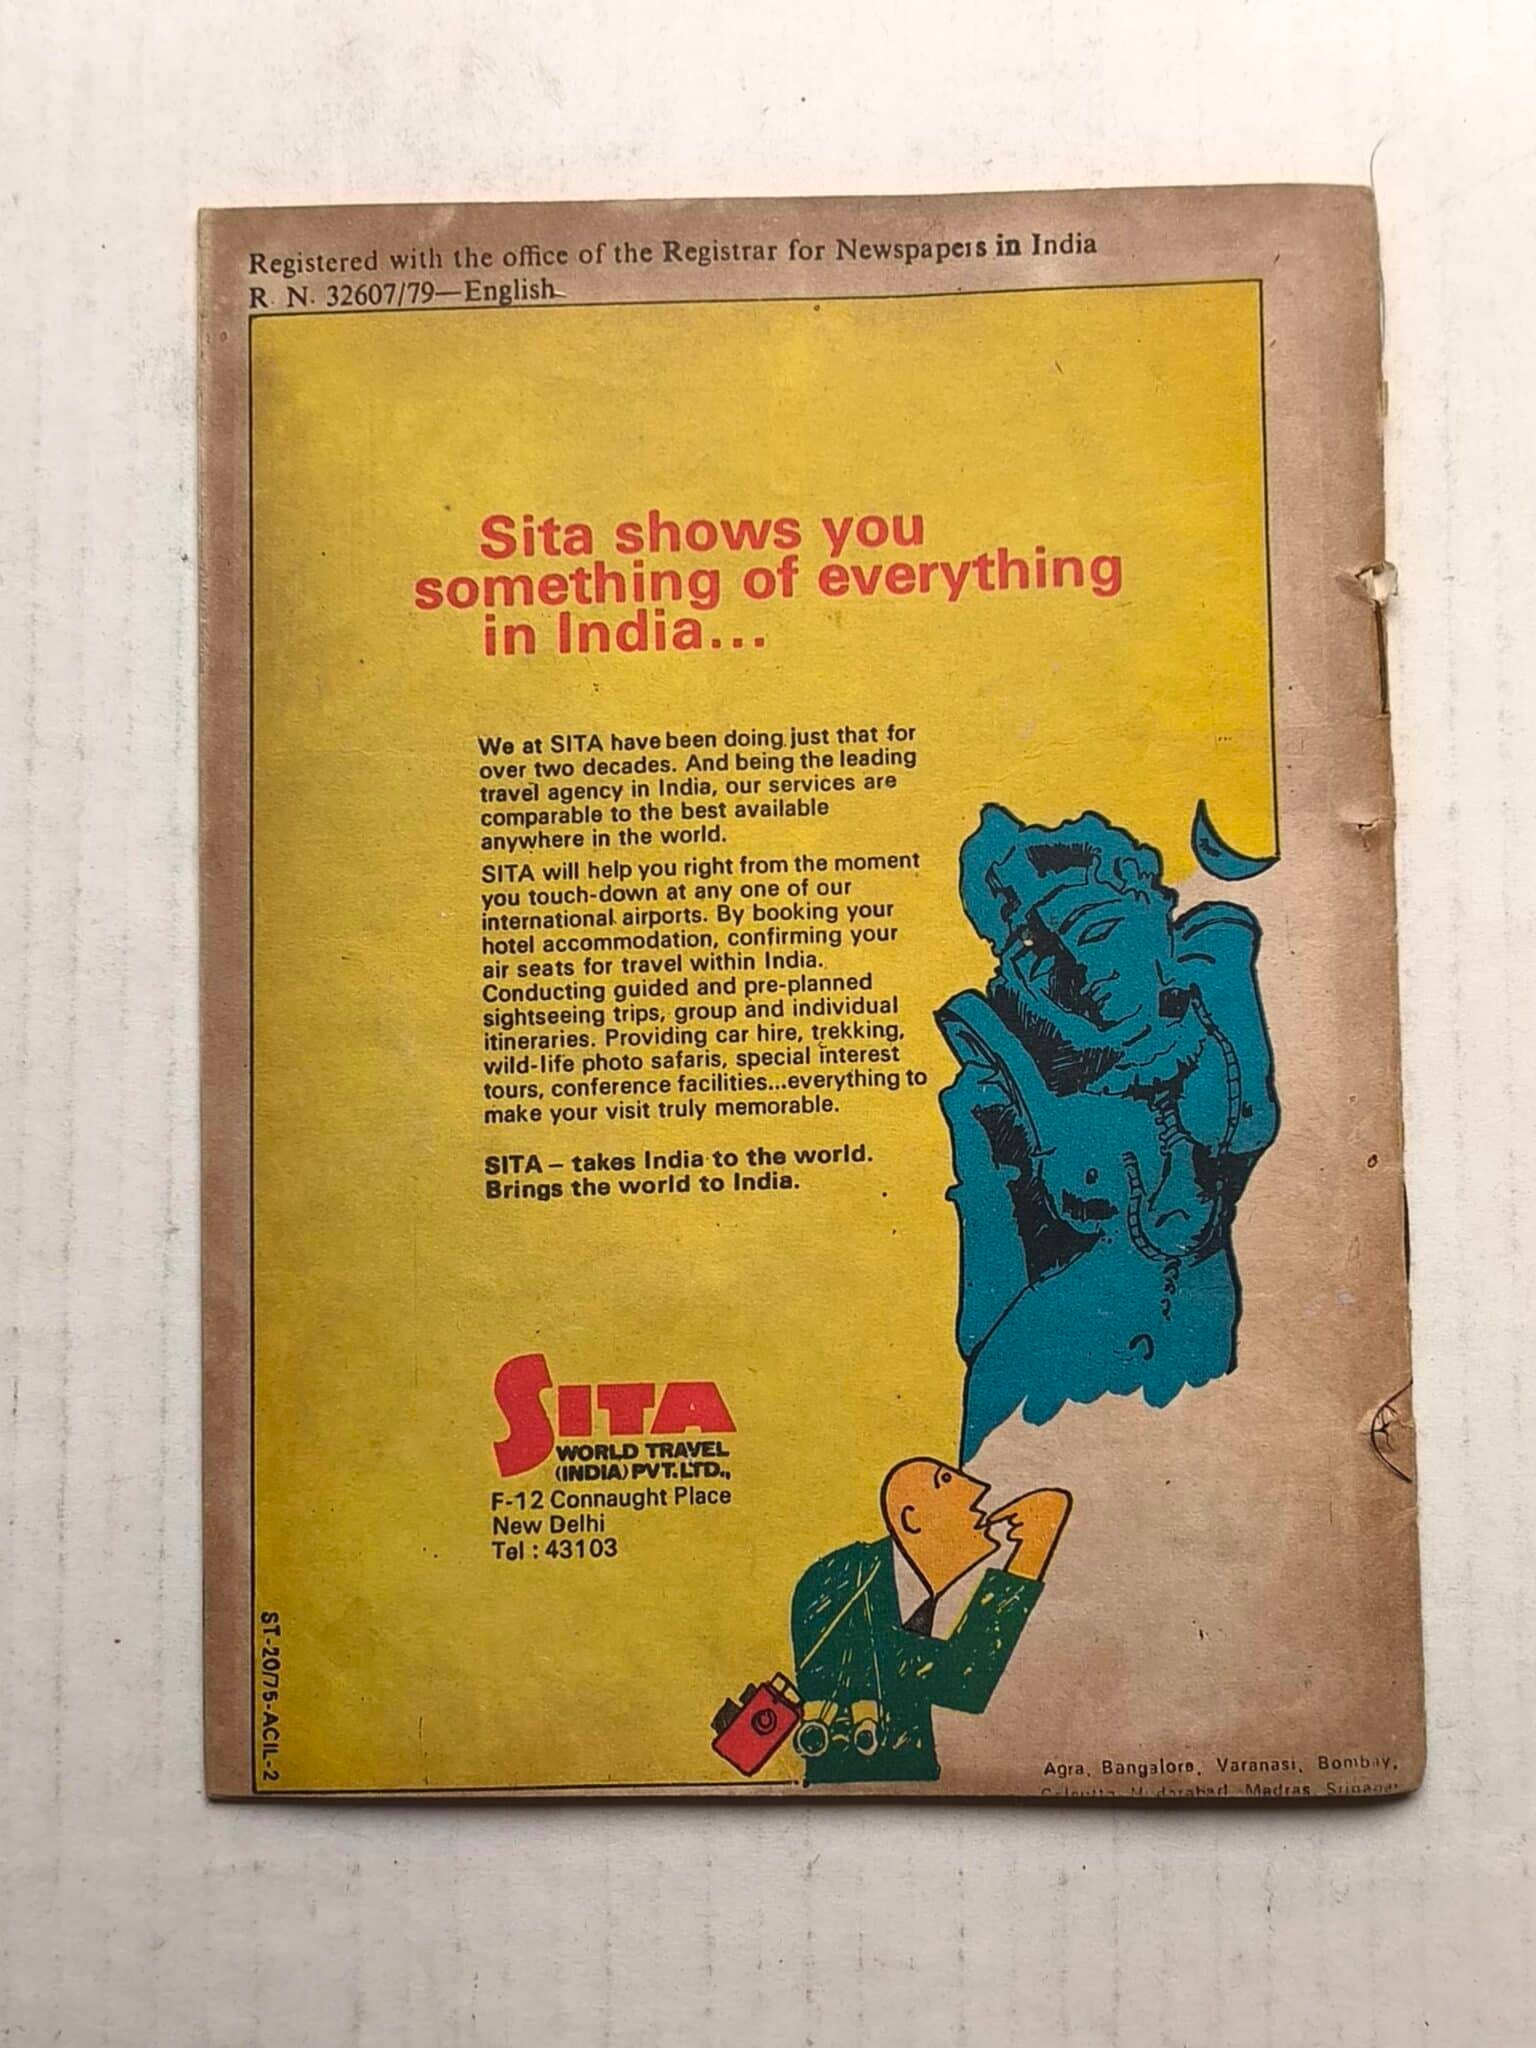 Registered with the office of the Registrar for Newspapers in India
R. N. 32607/79—English
Sita shows you
something of everything
in India...
We at SITA have been doing just that for
over two decades. And being the leading
travel agency in India, our services are
comparable to the best available
anywhere in the world.
SITA will help you right from the moment
you touch-down at any one of our
international airports. By booking your
hotel accommodation, confirming your
air seats for travel within India.
Conducting guided and pre-planned
sightseeing trips, group and individual
itineraries. Providing car hire, trekking,
wild-life photo safaris, special interest
tours, conference facilities...everything to
make your visit truly memorable.
SITA – takes India to the world.
Brings the world to India.
SITA
WORLD TRAVEL
(INDIA) PVT. LTD.,
F-12 Connaught Place
New Delhi
Tel : 43103
ST-20/75-ACIL-2
Agra, Bangalore, Varanasi, Bombay,
Calcutta Hyderabad Madras Srinagar